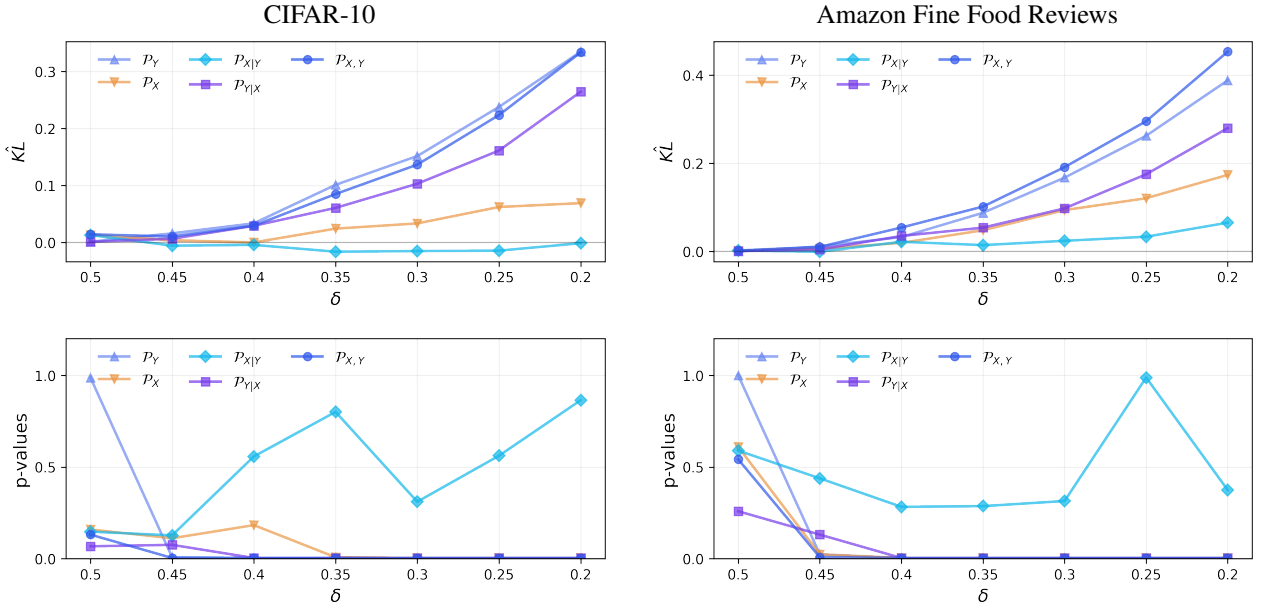 CIFAR-10
𝒫_Y 𝒫_{X|Y} 𝒫_{X,Y}
𝒫_X 𝒫_{Y|X}
0.3
0.2
0.1
0.0
K̂L
0.5 0.45 0.4 0.35 0.3 0.25 0.2
δ
Amazon Fine Food Reviews
𝒫_Y 𝒫_{X|Y} 𝒫_{X,Y}
𝒫_X 𝒫_{Y|X}
0.4
0.2
0.0
K̂L
0.5 0.45 0.4 0.35 0.3 0.25 0.2
δ
𝒫_Y 𝒫_{X|Y} 𝒫_{X,Y}
𝒫_X 𝒫_{Y|X}
1.0
0.5
0.0
p-values
0.5 0.45 0.4 0.35 0.3 0.25 0.2
δ
𝒫_Y 𝒫_{X|Y} 𝒫_{X,Y}
𝒫_X 𝒫_{Y|X}
1.0
0.5
0.0
p-values
0.5 0.45 0.4 0.35 0.3 0.25 0.2
δ